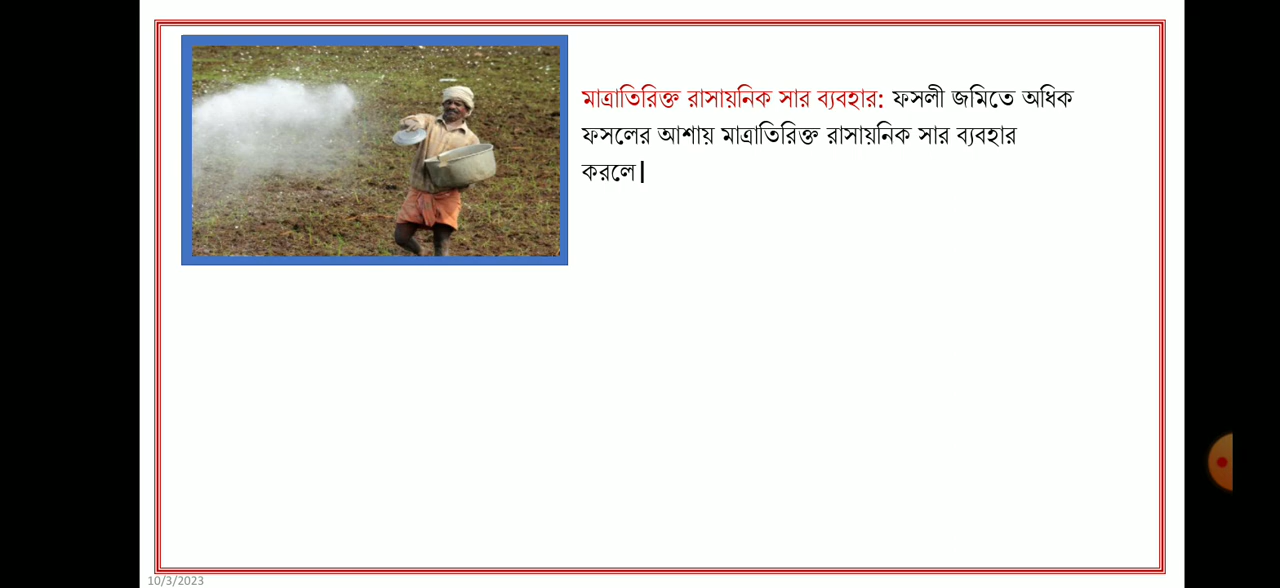 মাত্রাতিরিক্ত রাসায়নিক সার ব্যবহার: ফসলী জমিতে অধিক
ফসলের আশায় মাত্রাতিরিক্ত রাসায়নিক সার ব্যবহার
করলে|
10/3/2023